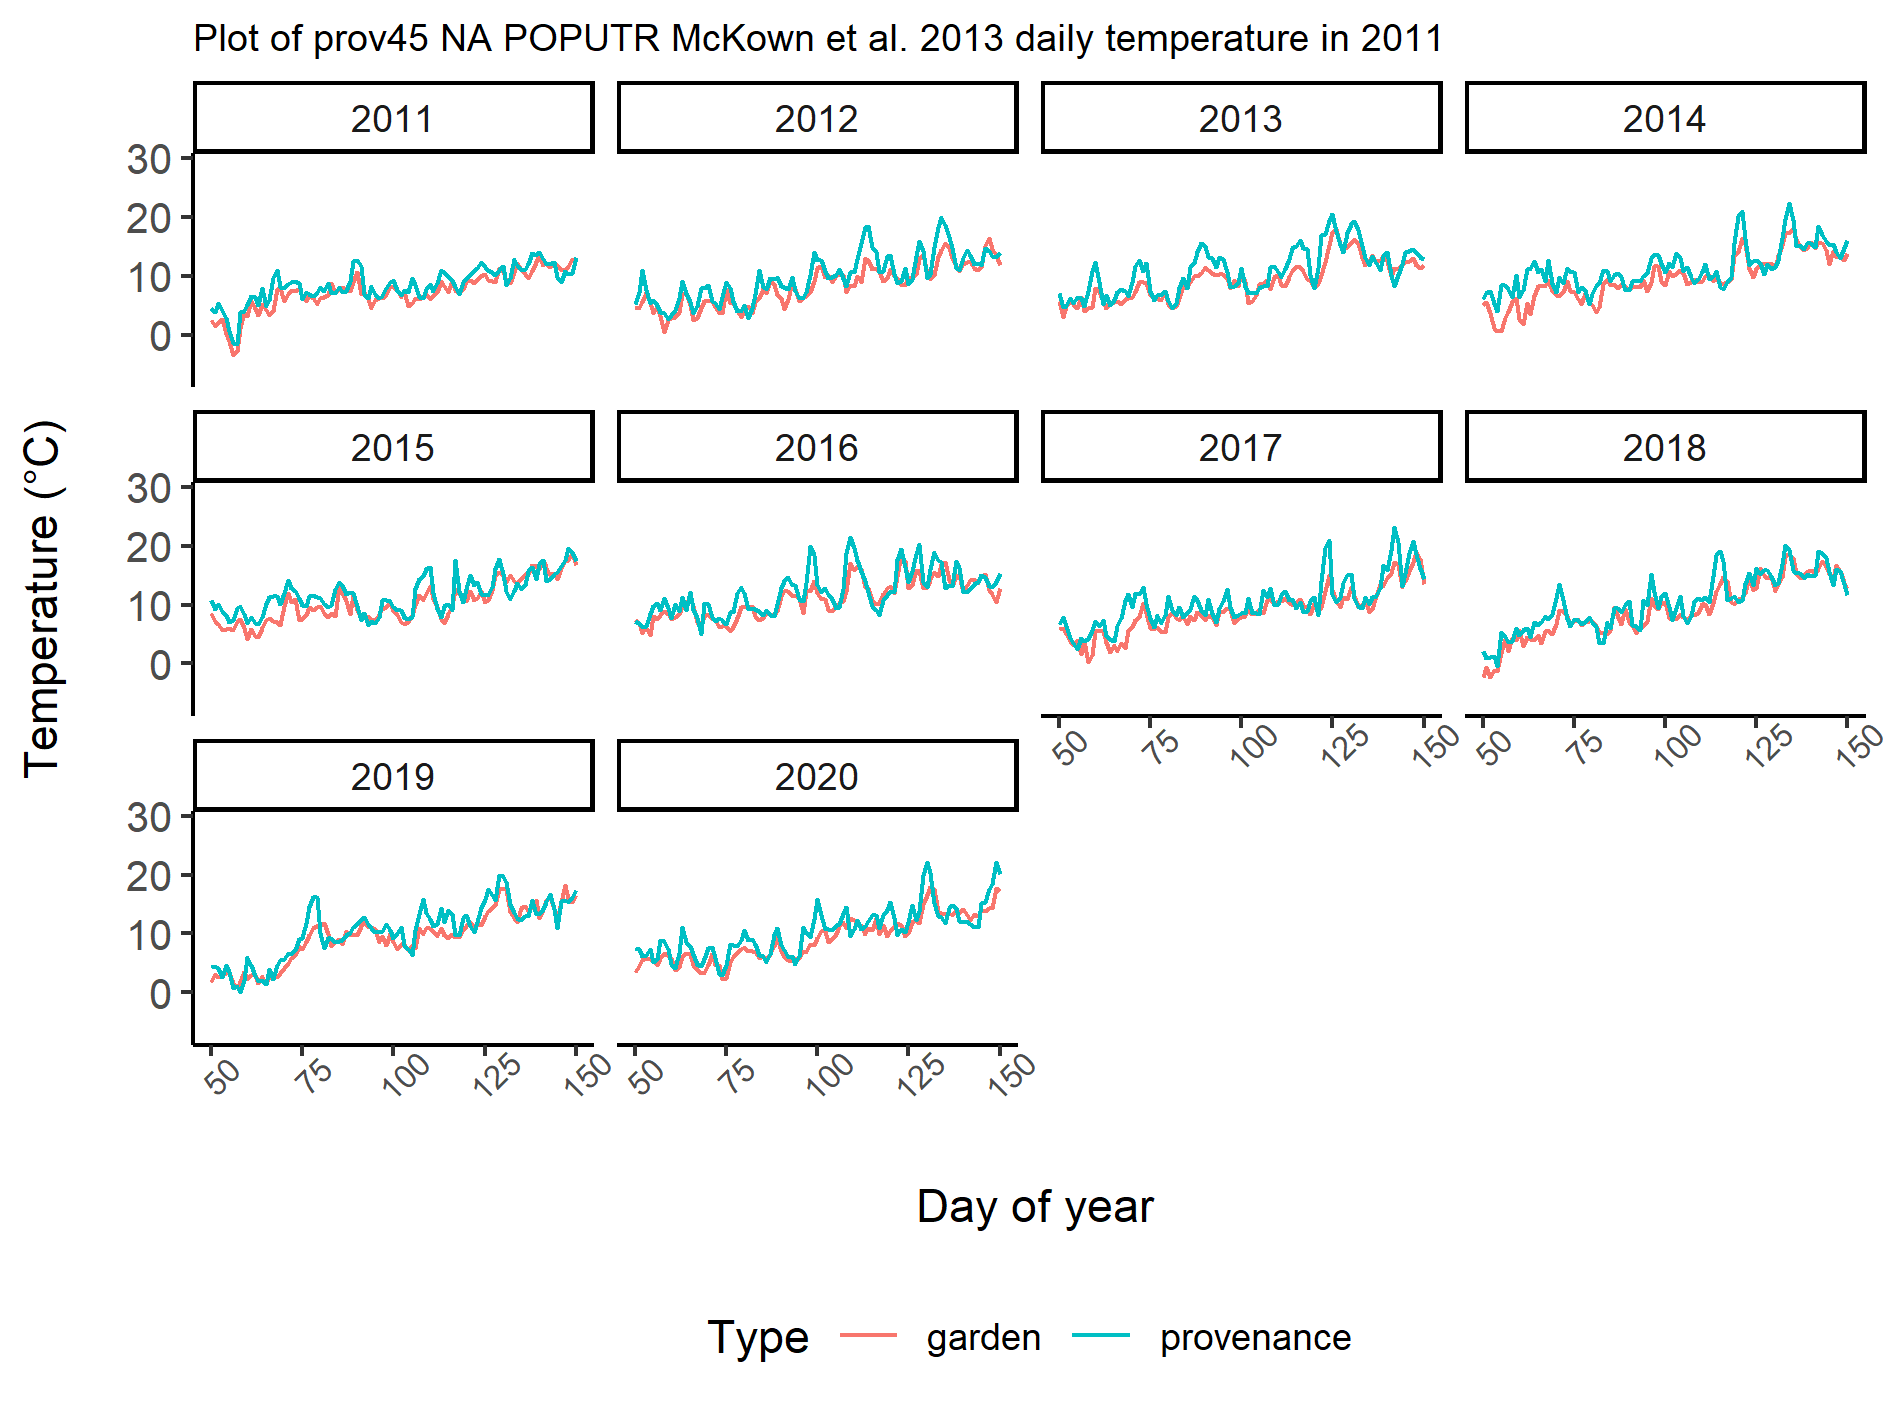 Plot of prov45 NA POPUTR McKown et al. 2013 daily temperature in 2011
2011 2012 2013 2014
30
20
10
0
2015 2016 2017 2018
30
20
10
0
50 75 100 125 150 50 75 100 125 150
2019 2020
30
20
10
0
50 75 100 125 150 50 75 100 125 150
Temperature (°C)
Day of year
Type garden provenance